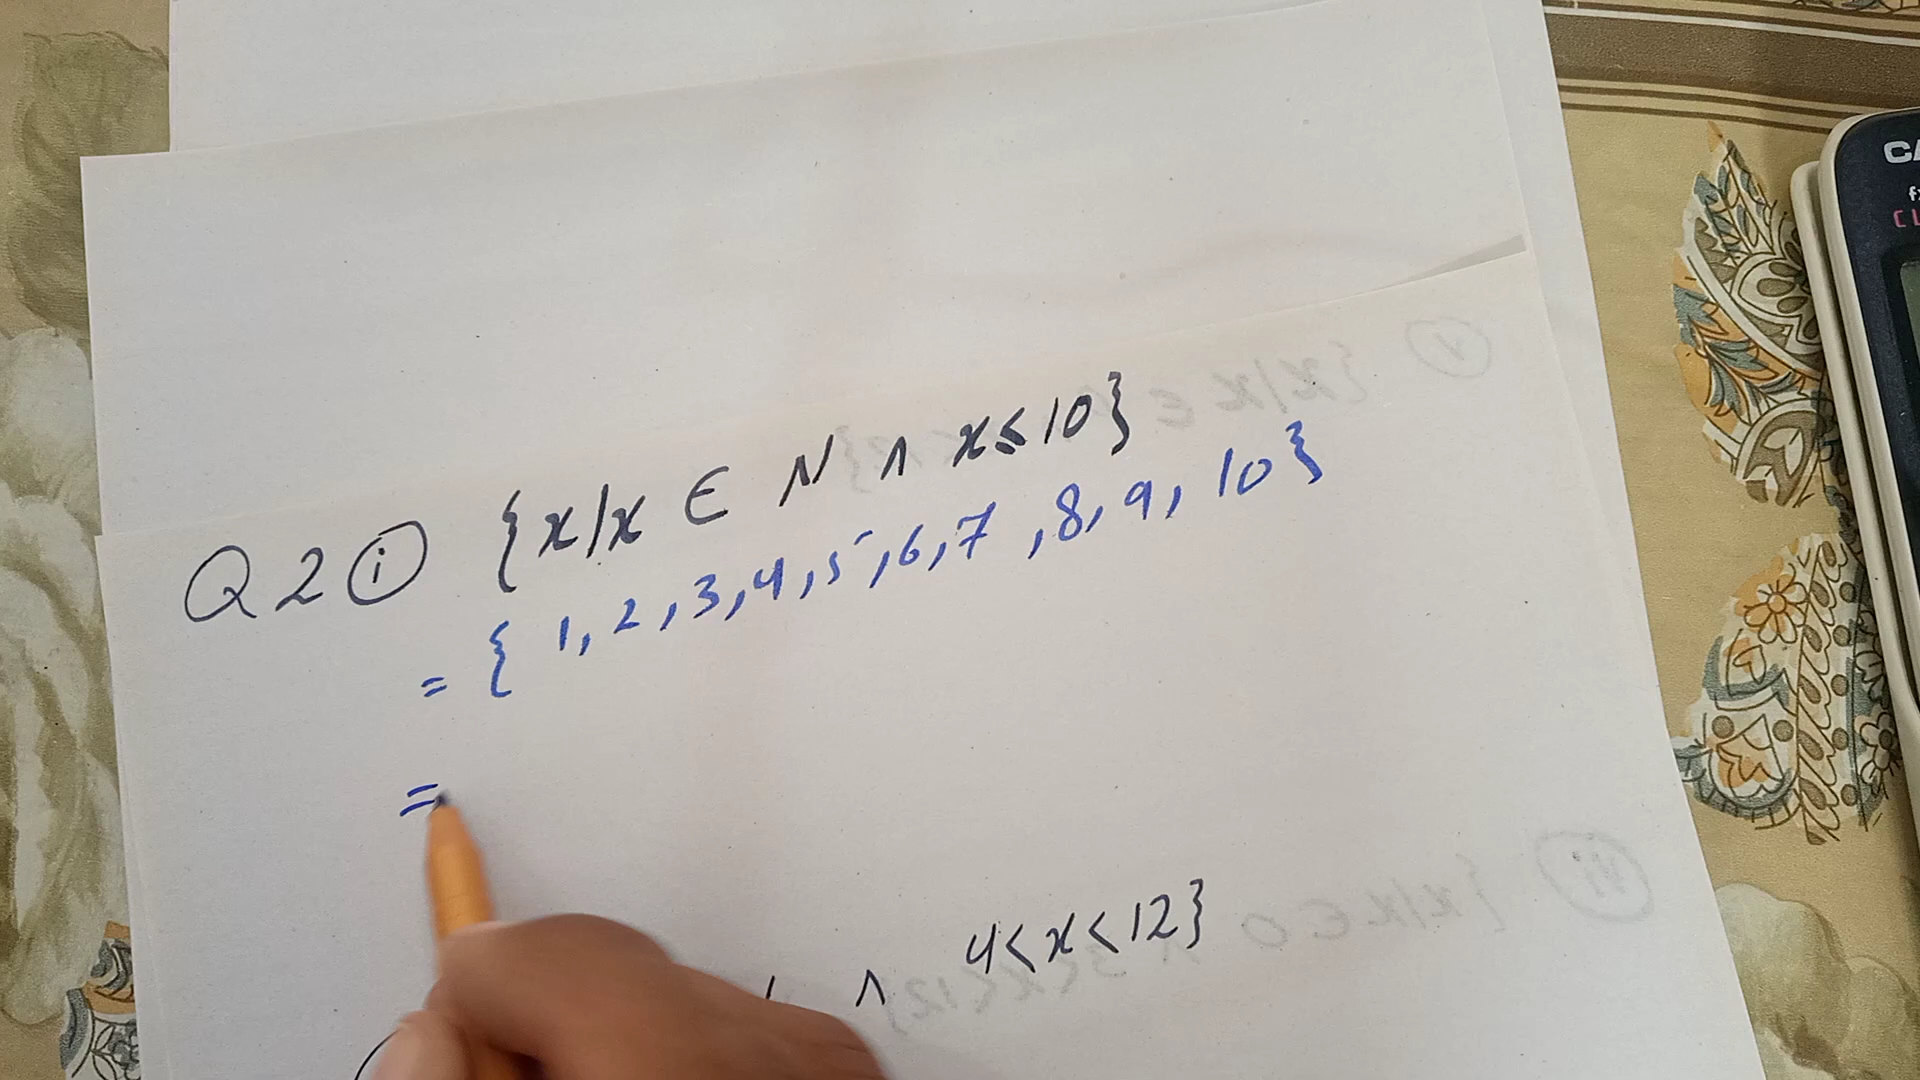 Q2 (i) {x/x ∈ N ∧ x≤10}
= {1, 2, 3, 4, 5, 6, 7, 8, 9, 10}
=
∧ 4<x<12}